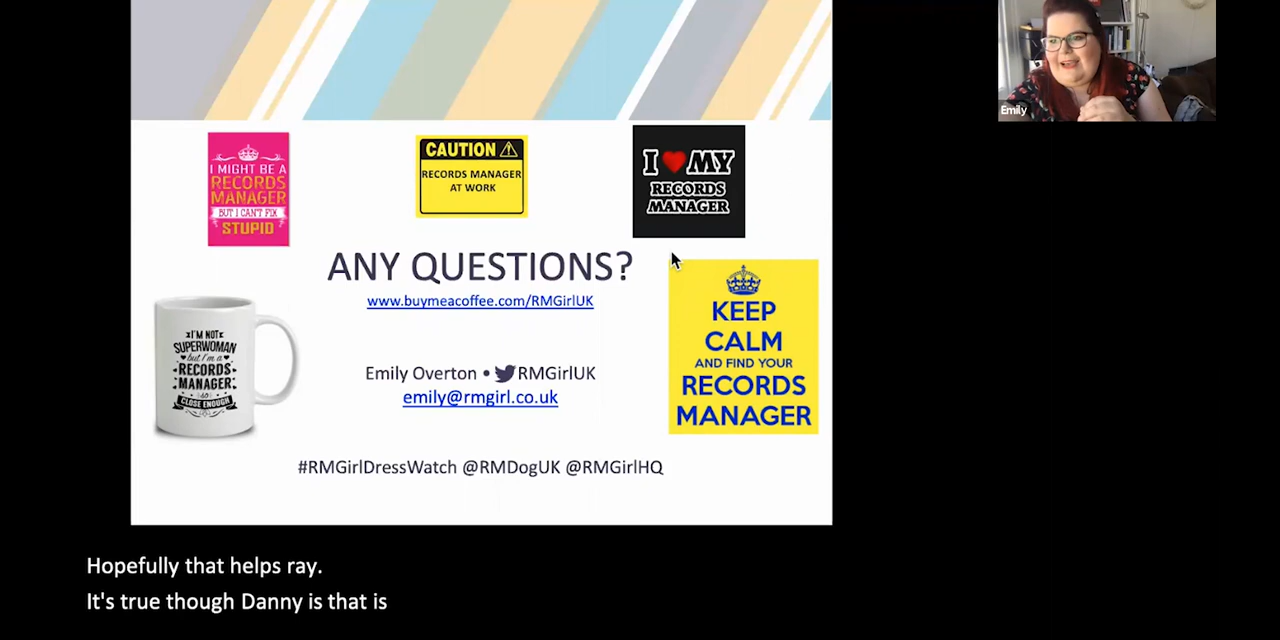 Emily
I MIGHT BE A
RECORDS
MANAGER
BUT I CAN'T FIX
STUPID
CAUTION
RECORDS MANAGER
AT WORK
I ❤ MY
RECORDS
MANAGER
ANY QUESTIONS?
www.buymeacoffee.com/RMGirlUK
I'M NOT
SUPERWOMAN
but I'm a
RECORDS
MANAGER
so
CLOSE ENOUGH
Emily Overton • RMGirlUK
emily@rmgirl.co.uk
KEEP
CALM
AND FIND YOUR
RECORDS
MANAGER
#RMGirlDressWatch @RMDogUK @RMGirlHQ
Hopefully that helps ray.
It's true though Danny is that is